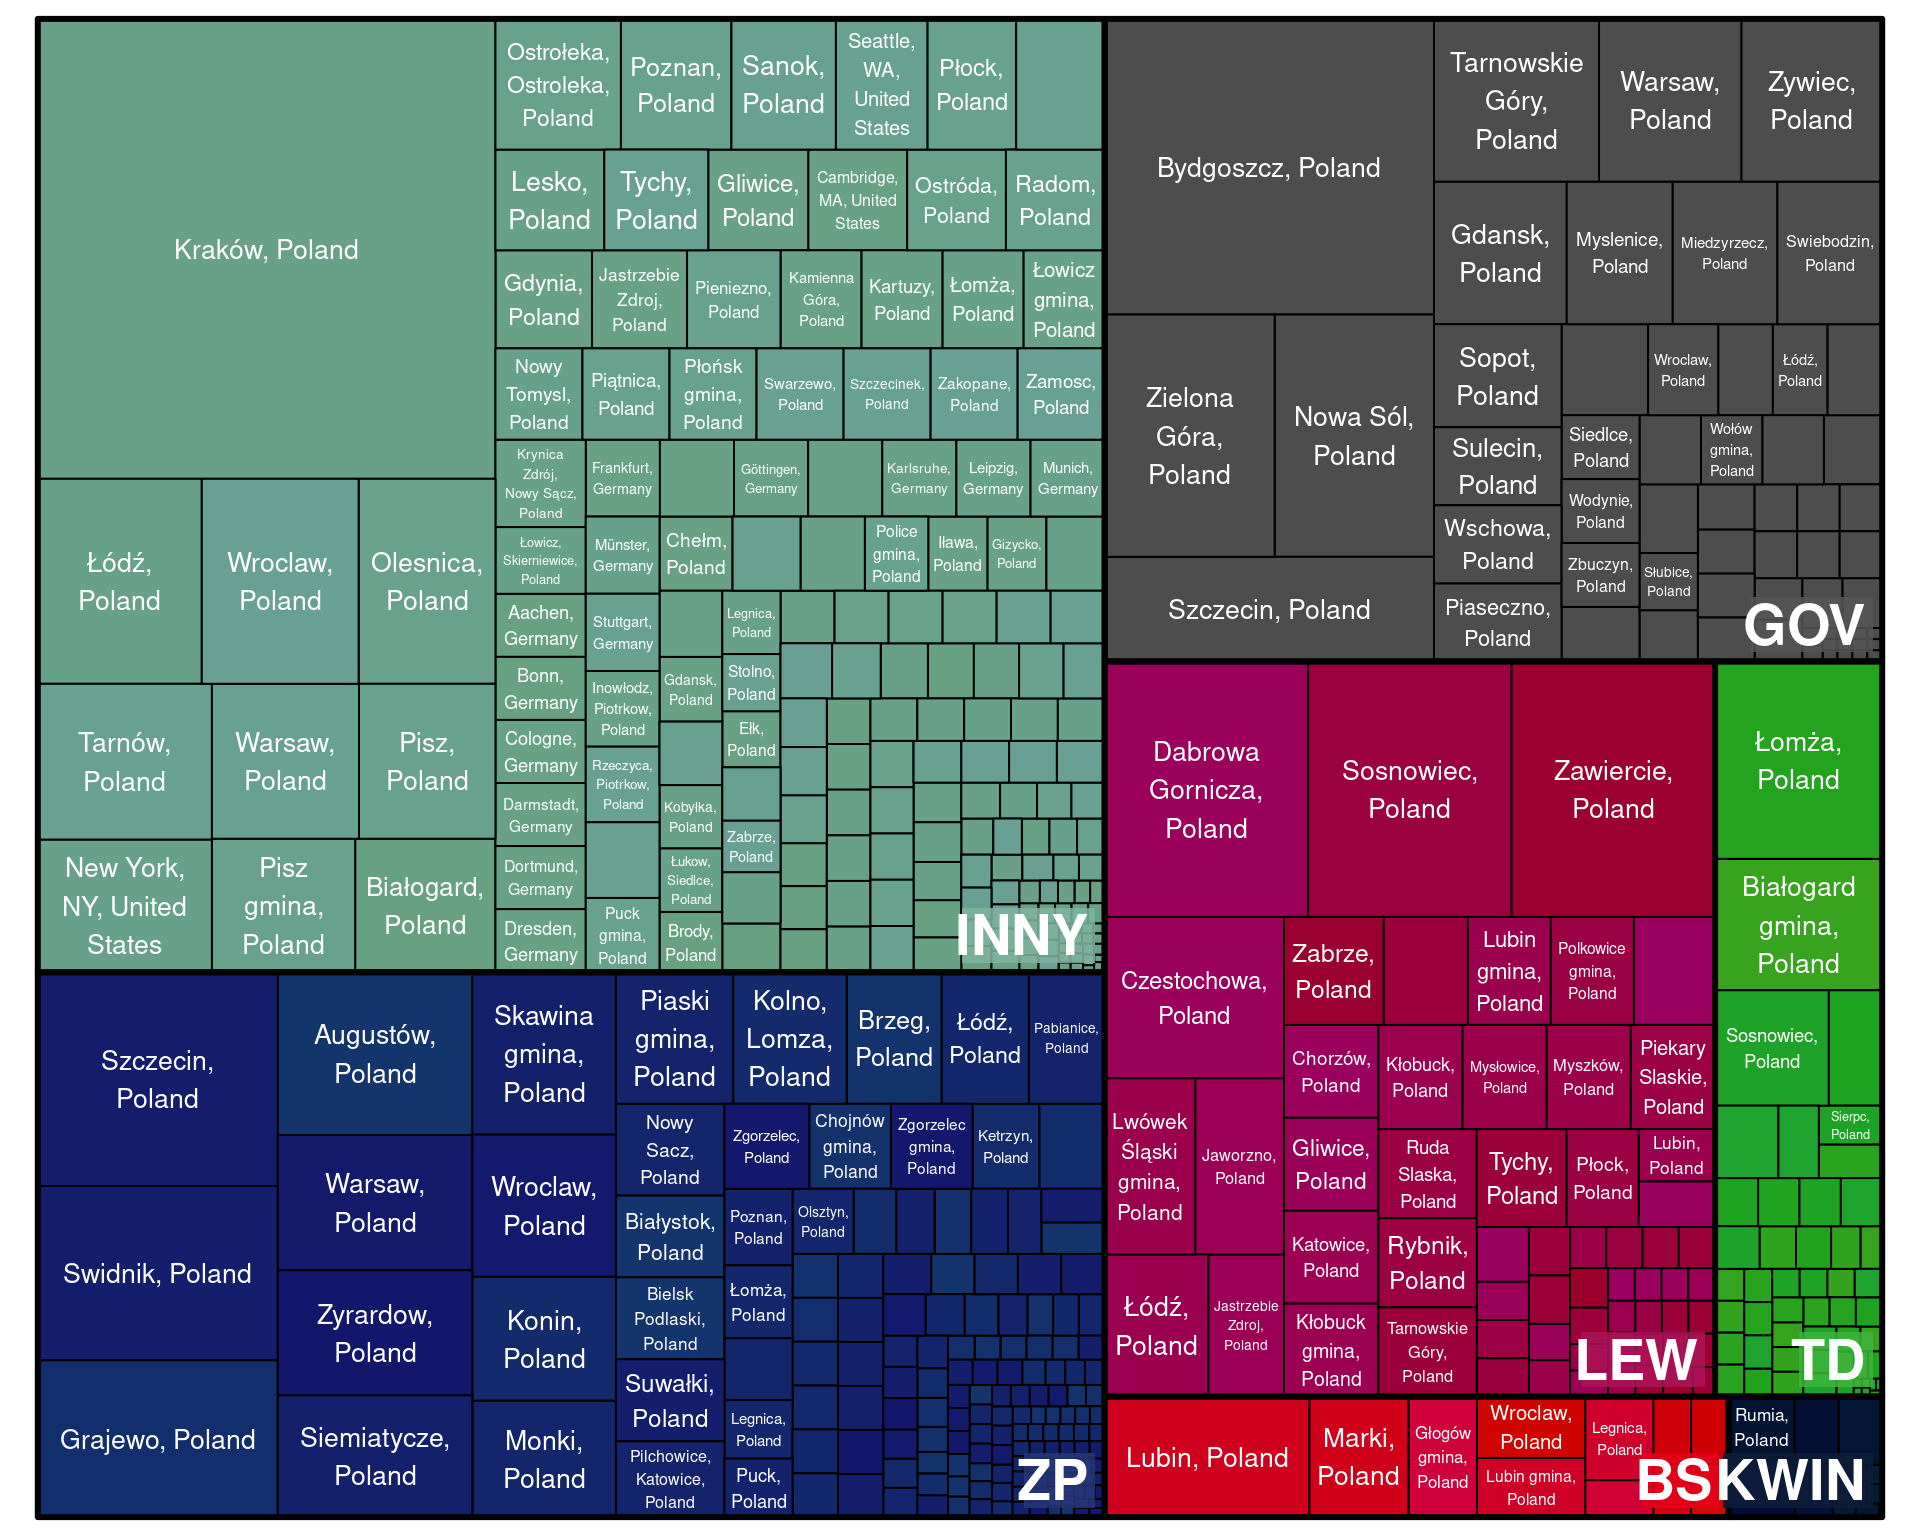 Kraków, Poland
Łódź,
Poland
Wroclaw,
Poland
Olesnica,
Poland
Tarnów,
Poland
Warsaw,
Poland
Pisz,
Poland
New York,
NY, United
States
Pisz
gmina,
Poland
Białogard,
Poland
Ostrołeka,
Ostroleka,
Poland
Poznan,
Poland
Sanok,
Poland
Seattle,
WA,
United
States
Płock,
Poland
Lesko,
Poland
Tychy,
Poland
Gliwice,
Poland
Cambridge,
MA, United
States
Ostróda,
Poland
Radom,
Poland
Gdynia,
Poland
Jastrzebie
Zdroj,
Poland
Pieniezno,
Poland
Kamienna
Góra,
Poland
Kartuzy,
Poland
Łomża,
Poland
Łowicz
gmina,
Poland
Nowy
Tomysl,
Poland
Piątnica,
Poland
Płońsk
gmina,
Poland
Swarzewo,
Poland
Szczecinek,
Poland
Zakopane,
Poland
Zamosc,
Poland
Krynica
Zdrój,
Nowy Sącz,
Poland
Frankfurt,
Germany
Göttingen,
Germany
Karlsruhe,
Germany
Leipzig,
Germany
Munich,
Germany
Łowicz,
Skierniewice,
Poland
Münster,
Germany
Chełm,
Poland
Police
gmina,
Poland
Iława,
Poland
Gizycko,
Poland
Aachen,
Germany
Stuttgart,
Germany
Legnica,
Poland
Bonn,
Germany
Inowłodz,
Piotrkow,
Poland
Gdansk,
Poland
Stolno,
Poland
Cologne,
Germany
Ełk,
Poland
Rzeczyca,
Piotrkow,
Poland
Darmstadt,
Germany
Kobyłka,
Poland
Zabrze,
Poland
Dortmund,
Germany
Łukow,
Siedlce,
Poland
Dresden,
Germany
Puck
gmina,
Poland
Brody,
Poland
INNY
Bydgoszcz, Poland
Tarnowskie
Góry,
Poland
Warsaw,
Poland
Zywiec,
Poland
Gdansk,
Poland
Myslenice,
Poland
Miedzyrzecz,
Poland
Swiebodzin,
Poland
Zielona
Góra,
Poland
Nowa Sól,
Poland
Szczecin, Poland
Sopot,
Poland
Wroclaw,
Poland
Łódź,
Poland
Sulecin,
Poland
Siedlce,
Poland
Wołów
gmina,
Poland
Wschowa,
Poland
Wodynie,
Poland
Zbuczyn,
Poland
Słubice,
Poland
Piaseczno,
Poland
GOV
Dabrowa
Gornicza,
Poland
Sosnowiec,
Poland
Zawiercie,
Poland
Czestochowa,
Poland
Zabrze,
Poland
Lubin
gmina,
Poland
Polkowice
gmina,
Poland
Chorzów,
Poland
Kłobuck,
Poland
Mysłowice,
Poland
Myszków,
Poland
Piekary
Slaskie,
Poland
Lwówek
Śląski
gmina,
Poland
Jaworzno,
Poland
Gliwice,
Poland
Ruda
Slaska,
Poland
Tychy,
Poland
Płock,
Poland
Lubin,
Poland
Katowice,
Poland
Rybnik,
Poland
Łódź,
Poland
Jastrzebie
Zdroj,
Poland
Kłobuck
gmina,
Poland
Tarnowskie
Góry,
Poland
LEW
Łomża,
Poland
Białogard
gmina,
Poland
Sosnowiec,
Poland
Sierpc,
Poland
TD
Szczecin,
Poland
Augustów,
Poland
Skawina
gmina,
Poland
Piaski
gmina,
Poland
Kolno,
Lomza,
Poland
Brzeg,
Poland
Łódź,
Poland
Pabianice,
Poland
Swidnik, Poland
Warsaw,
Poland
Wroclaw,
Poland
Nowy
Sacz,
Poland
Zgorzelec,
Poland
Chojnów
gmina,
Poland
Zgorzelec
gmina,
Poland
Ketrzyn,
Poland
Białystok,
Poland
Poznan,
Poland
Olsztyn,
Poland
Zyrardow,
Poland
Konin,
Poland
Bielsk
Podlaski,
Poland
Łomża,
Poland
Grajewo, Poland
Siemiatycze,
Poland
Monki,
Poland
Suwałki,
Poland
Legnica,
Poland
Pilchowice,
Katowice,
Poland
Puck,
Poland
ZP
Lubin, Poland
Marki,
Poland
Głogów
gmina,
Poland
Wroclaw,
Poland
Lubin gmina,
Poland
Legnica,
Poland
BS
Rumia,
Poland
KWIN